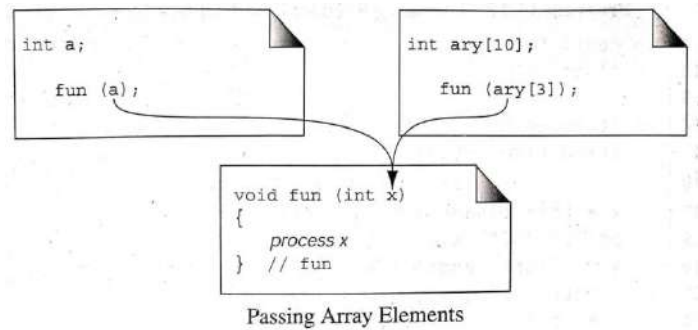 int a;
fun (a);
int ary[10];
fun (ary[3]);
void fun (int x)
{
process x
} // fun
Passing Array Elements